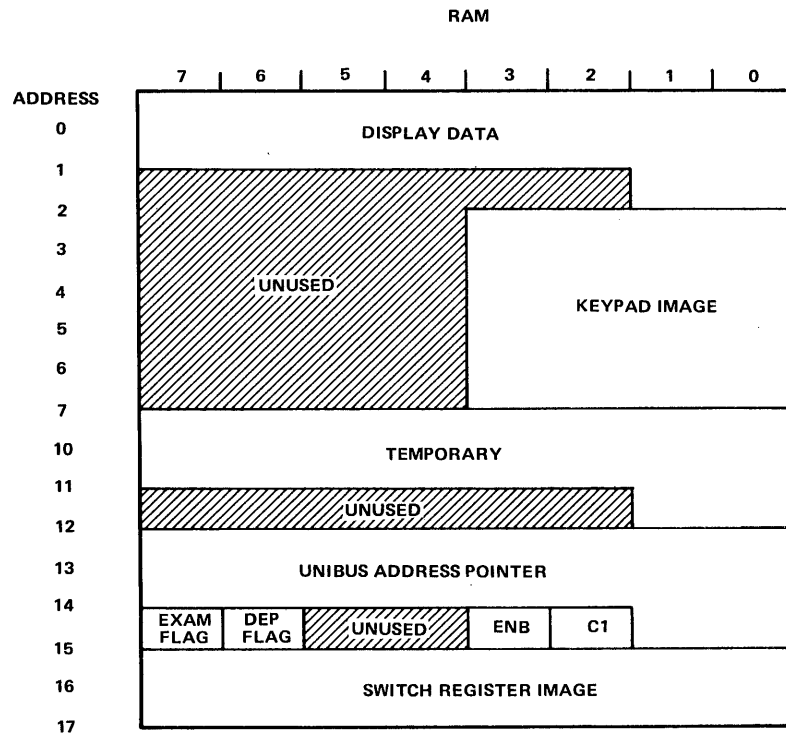 RAM
7 6 5 4 3 2 1 0
ADDRESS
0
DISPLAY DATA
1
2
3
UNUSED
4
KEYPAD IMAGE
5
6
7
10
TEMPORARY
11
UNUSED
12
13
UNIBUS ADDRESS POINTER
14
EXAM FLAG
DEP FLAG
UNUSED
ENB
C1
15
16
SWITCH REGISTER IMAGE
17